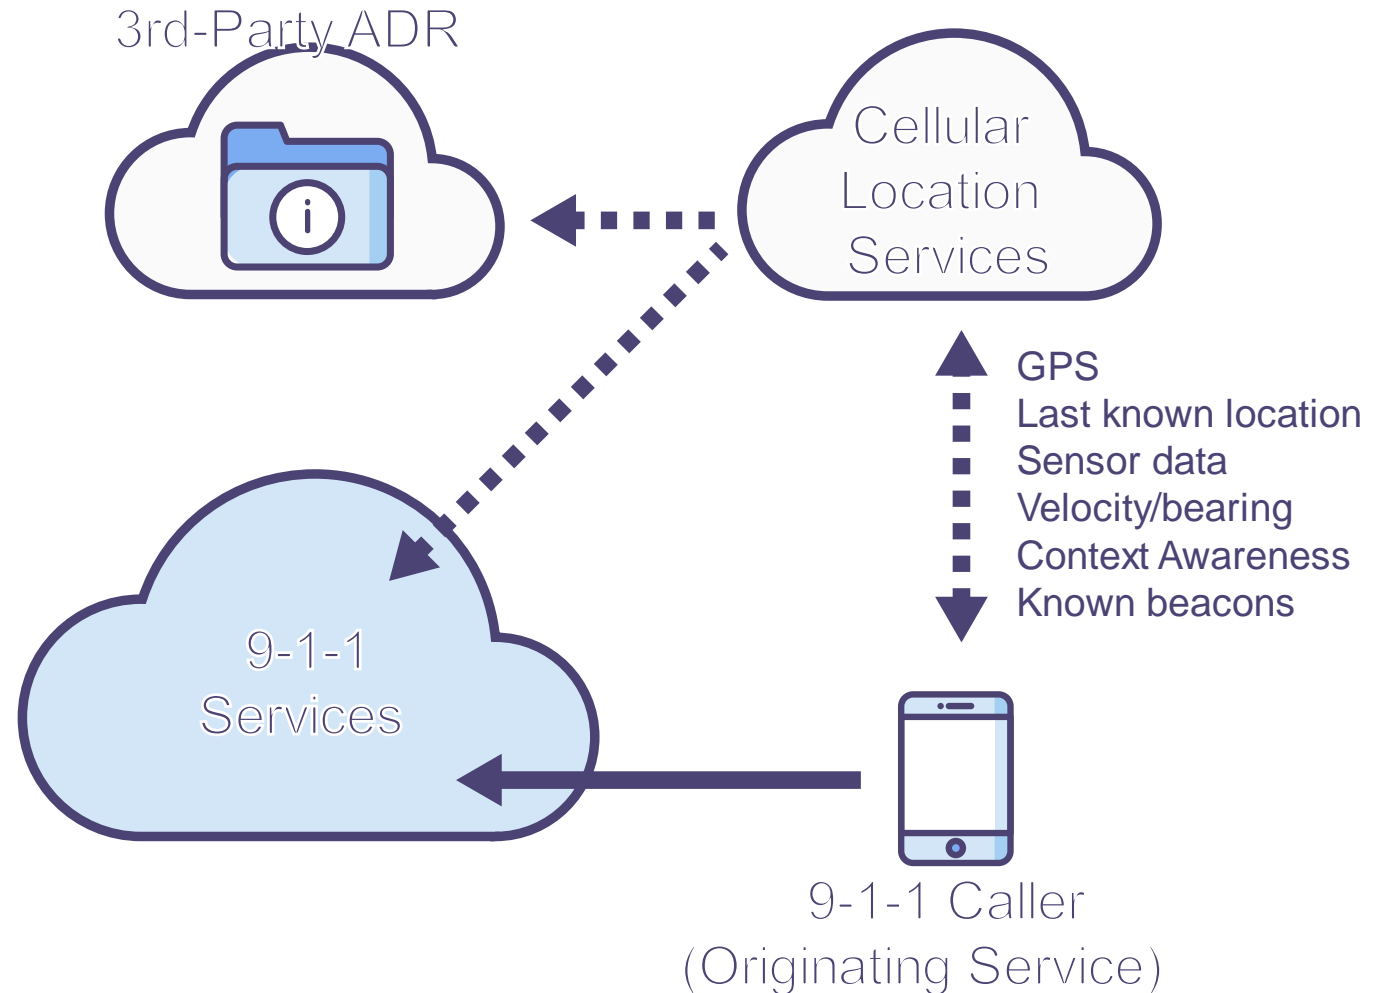 3rd-Party ADR
Cellular
Location
Services
GPS
Last known location
Sensor data
Velocity/bearing
Context Awareness
Known beacons
9-1-1
Services
9-1-1 Caller
(Originating Service)